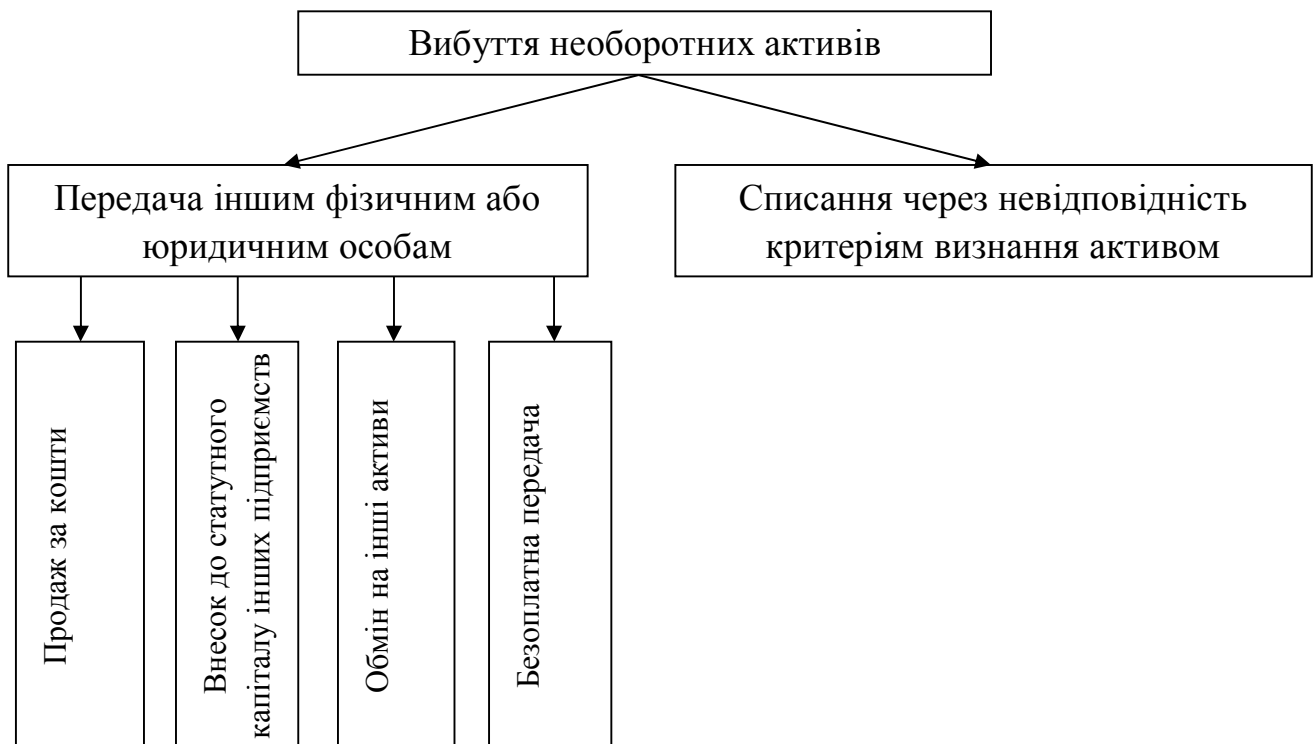 Вибуття необоротних активів
Передача іншим фізичним або
юридичним особам
Списання через невідповідність
критеріям визнання активом
Продаж за кошти
Внесок до статутного
капіталу інших підприємств
Обмін на інші активи
Безоплатна передача